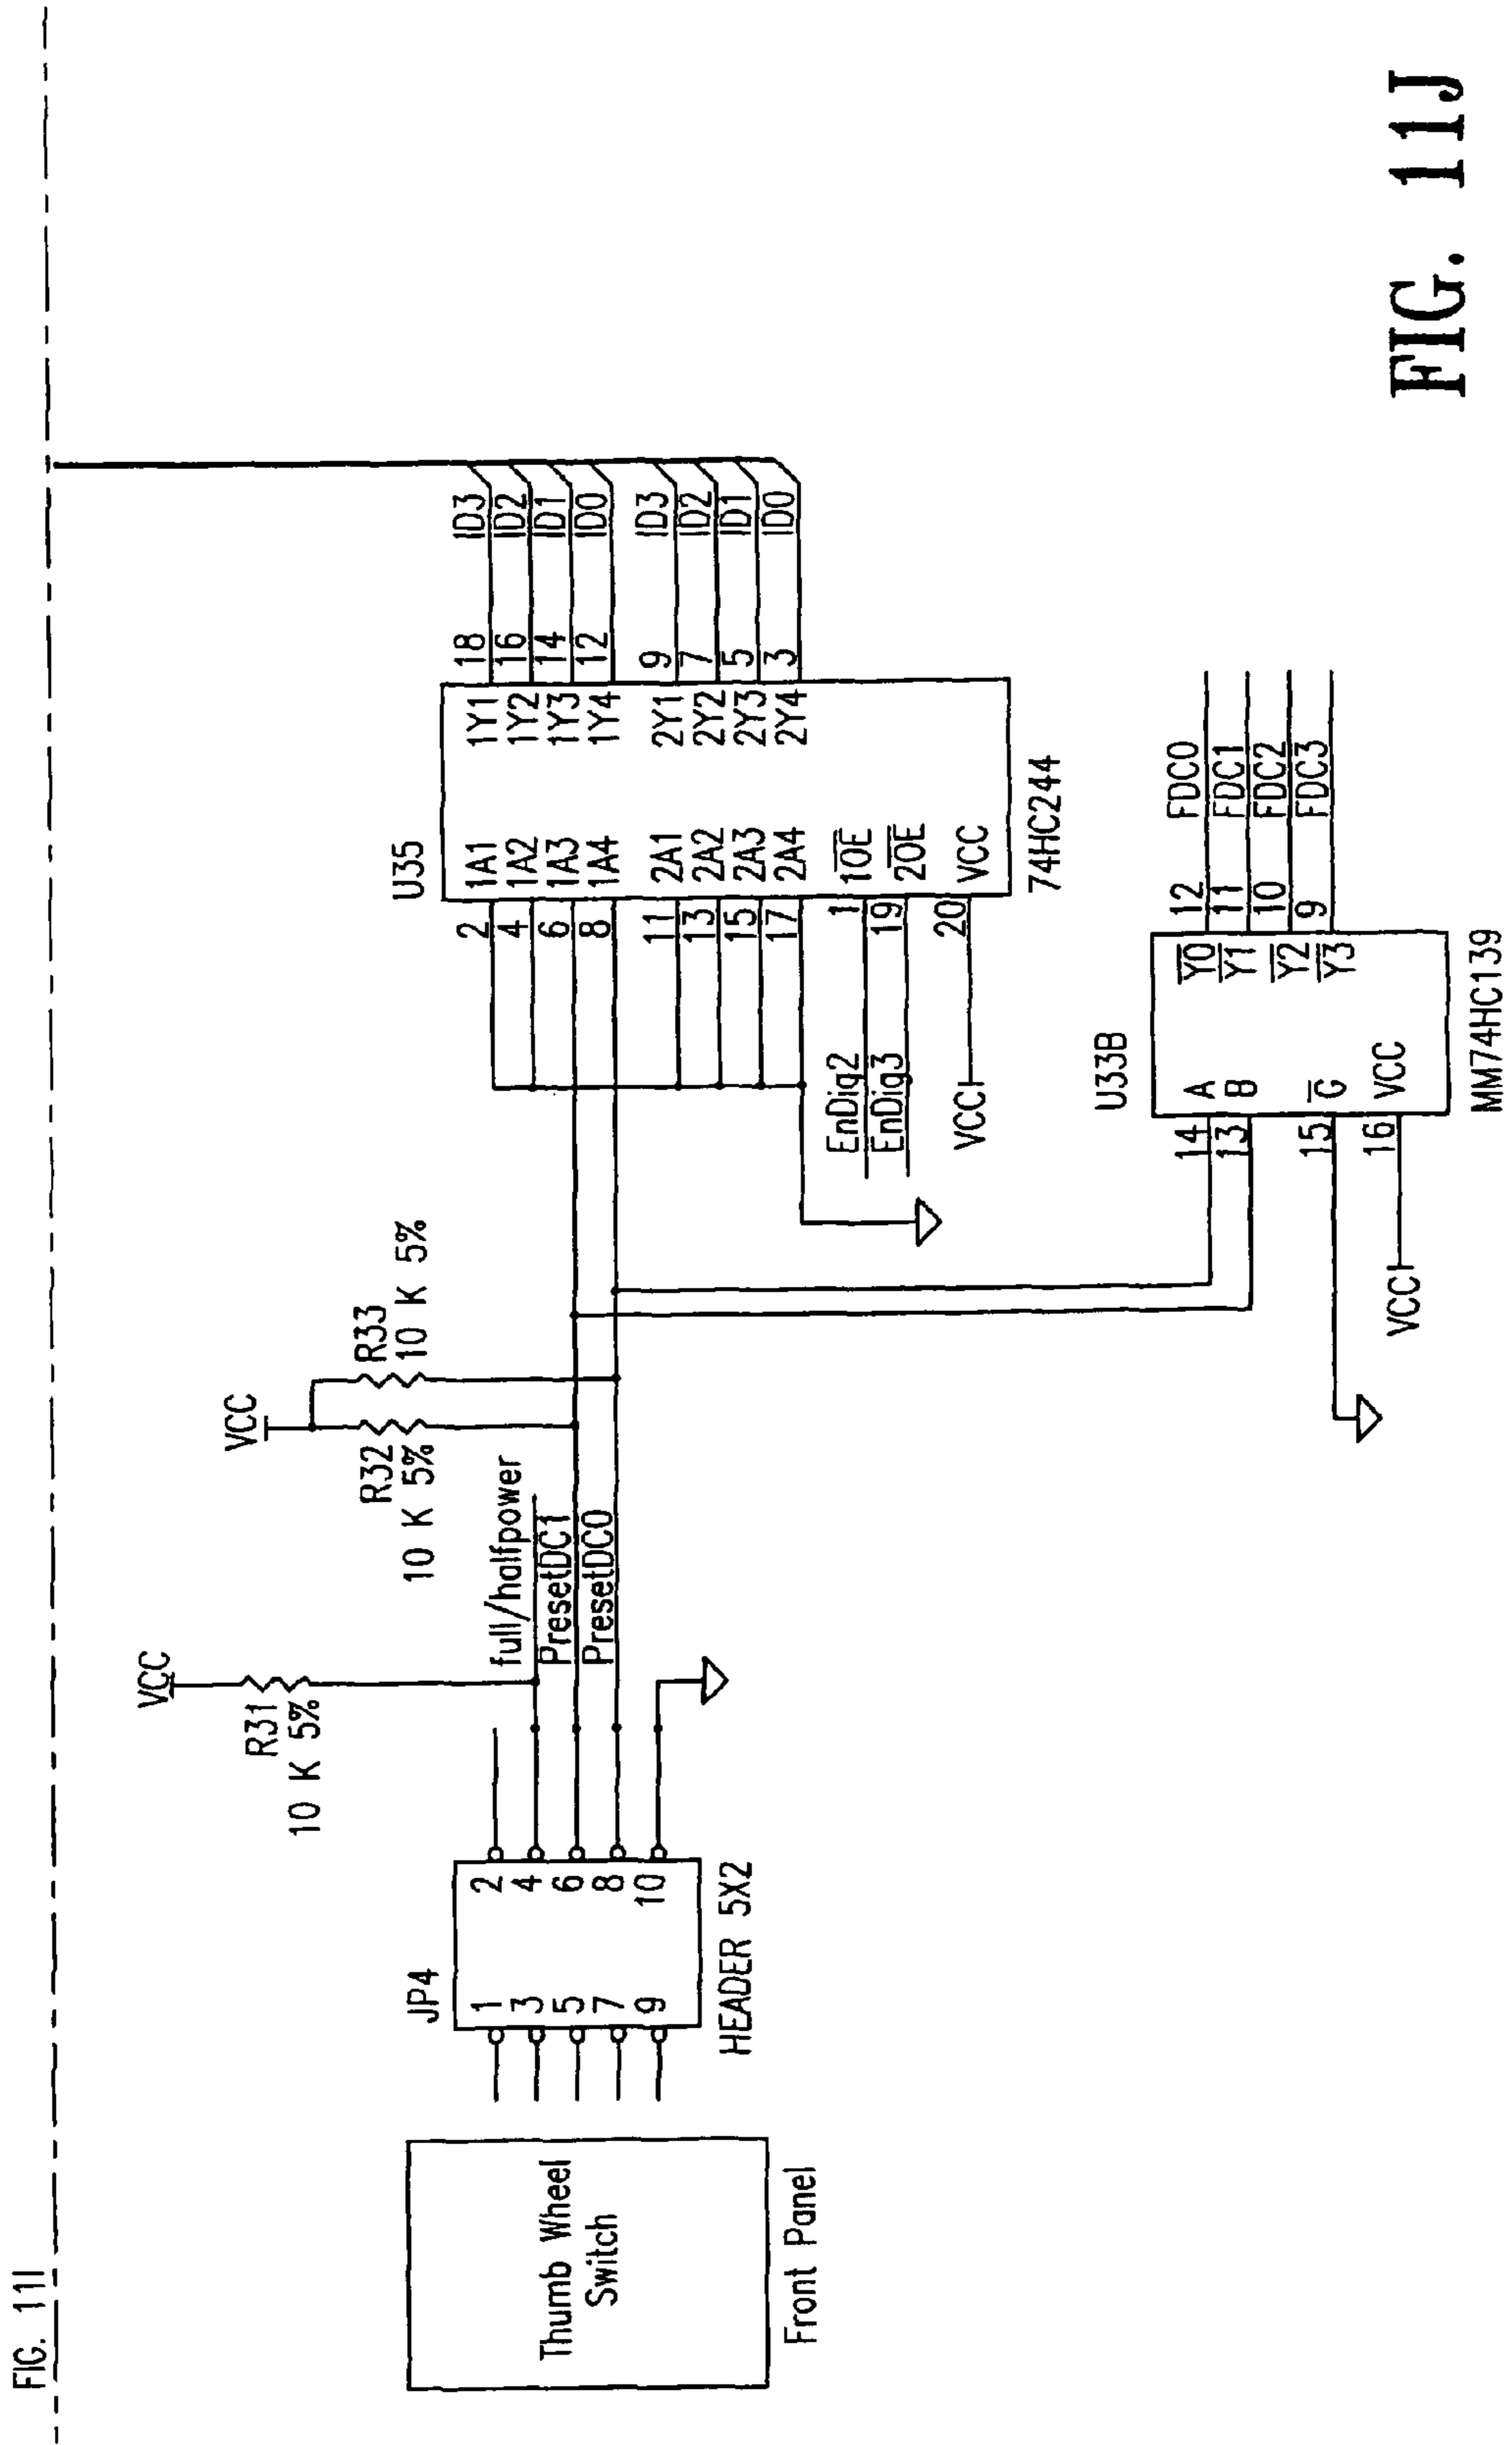 FIG. 11I
VCC
R31
10 K 5%
VCC
R32
10 K 5%
R33
10 K 5%
full/halfpower
PresetDC1
PresetDC0
Thumb Wheel
Switch
Front Panel
JP4
1 2
3 4
5 6
7 8
9 10
HEADER 5X2
U35
2 1A1 1Y1 18 ID3
4 1A2 1Y2 16 ID2
6 1A3 1Y3 14 ID1
8 1A4 1Y4 12 ID0
11 2A1 2Y1 9 ID3
13 2A2 2Y2 7 ID2
15 2A3 2Y3 5 ID1
17 2A4 2Y4 3 ID0
EnDig2 1 1OE
EnDig3 19 2OE
VCC 20 VCC
74HC244
U33B
14 A Y0 12 FDC0
13 B Y1 11 FDC1
Y2 10 FDC2
15 G Y3 9 FDC3
VCC 16 VCC
MM74HC139
FIG. 11J